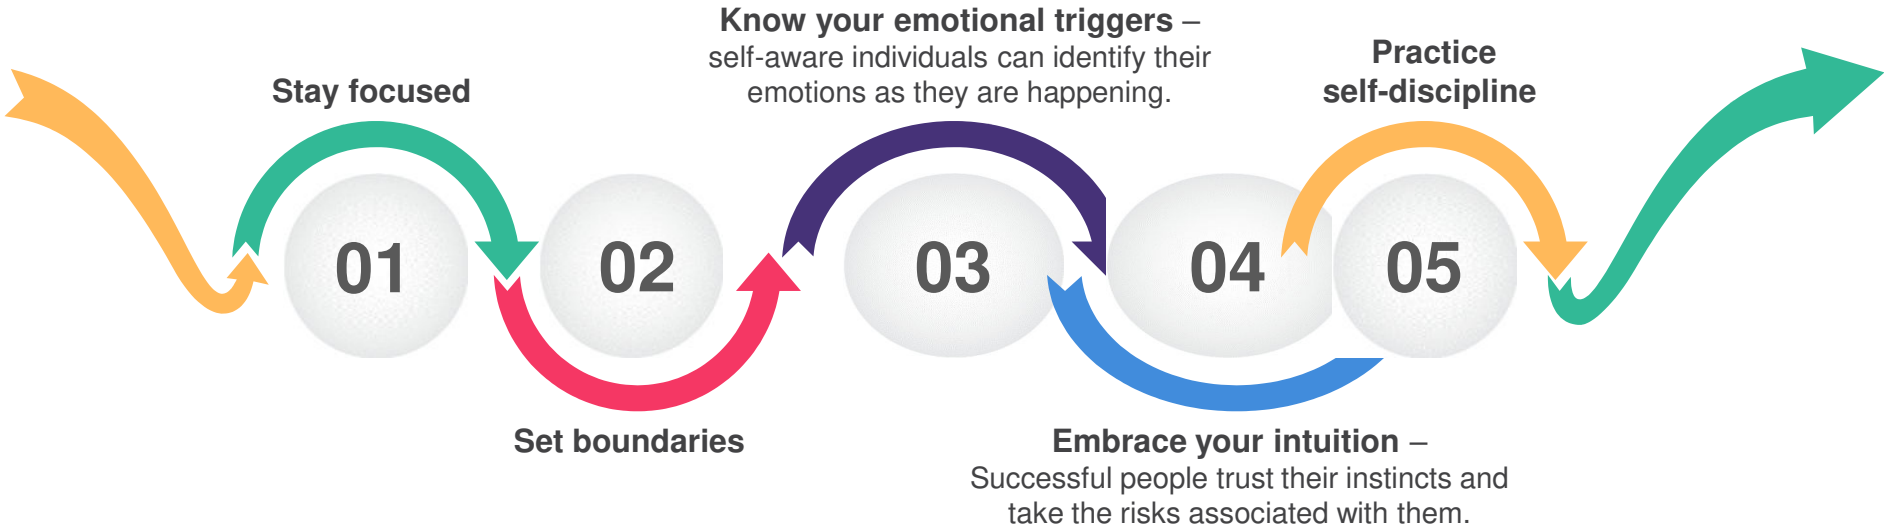 01
Stay focused
02
Set boundaries
03
Know your emotional triggers –
self-aware individuals can identify their
emotions as they are happening.
04
Embrace your intuition –
Successful people trust their instincts and
take the risks associated with them.
05
Practice
self-discipline